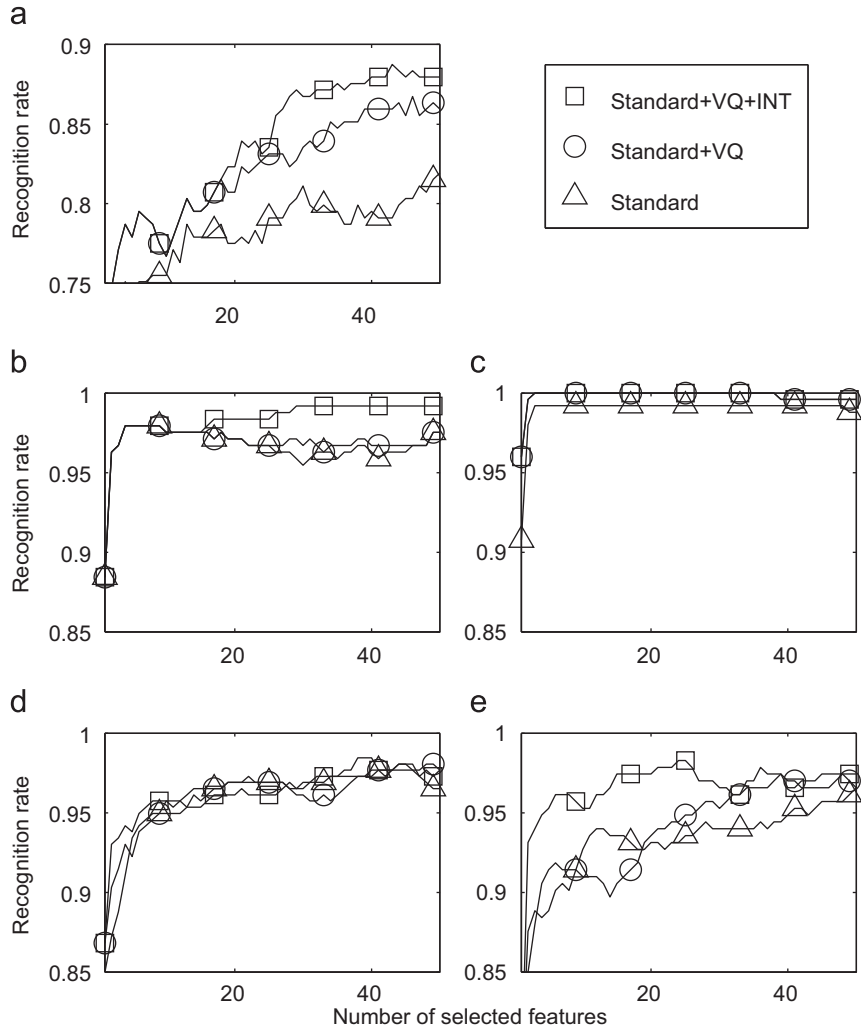 a
Recognition rate
0.9
0.85
0.8
0.75
20
40
Standard+VQ+INT
Standard+VQ
Standard
b
Recognition rate
1
0.95
0.9
0.85
20
40
c
1
0.95
0.9
0.85
20
40
d
Recognition rate
1
0.95
0.9
0.85
20
40
e
1
0.95
0.9
0.85
20
40
Number of selected features